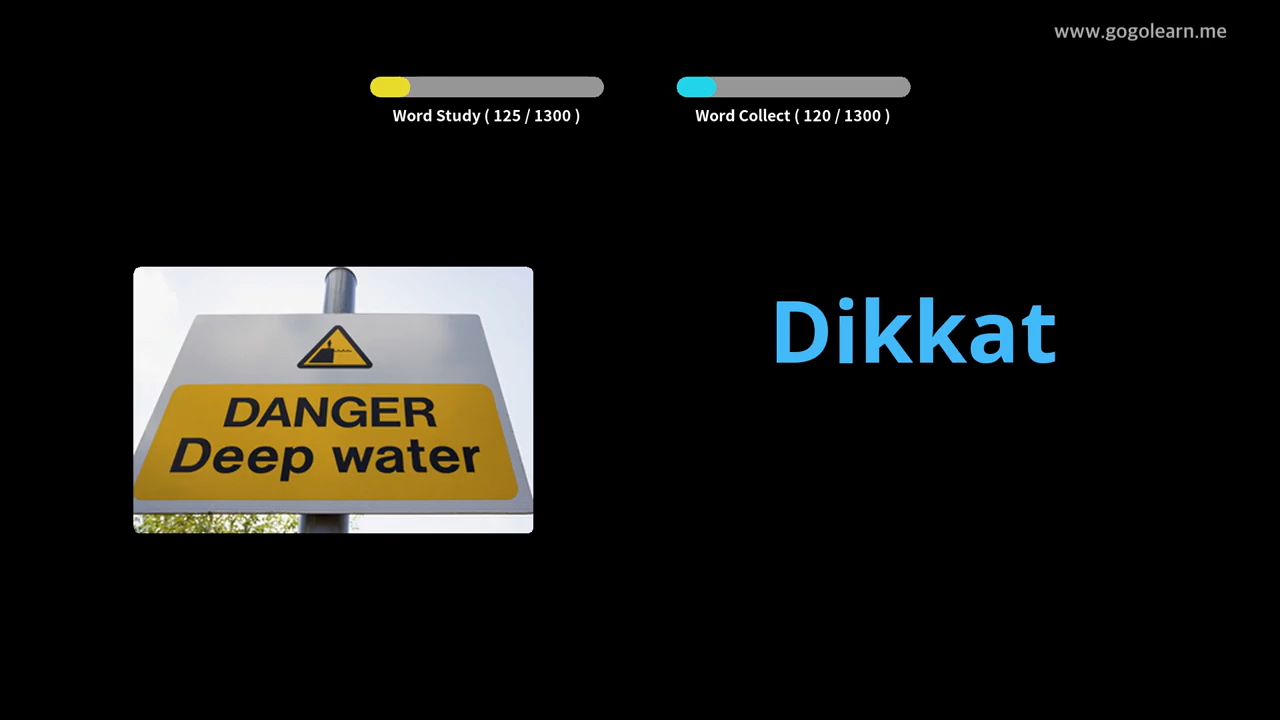 www.gogolearn.me
Word Study ( 125 / 1300 )
Word Collect ( 120 / 1300 )
DANGER
Deep water
Dikkat